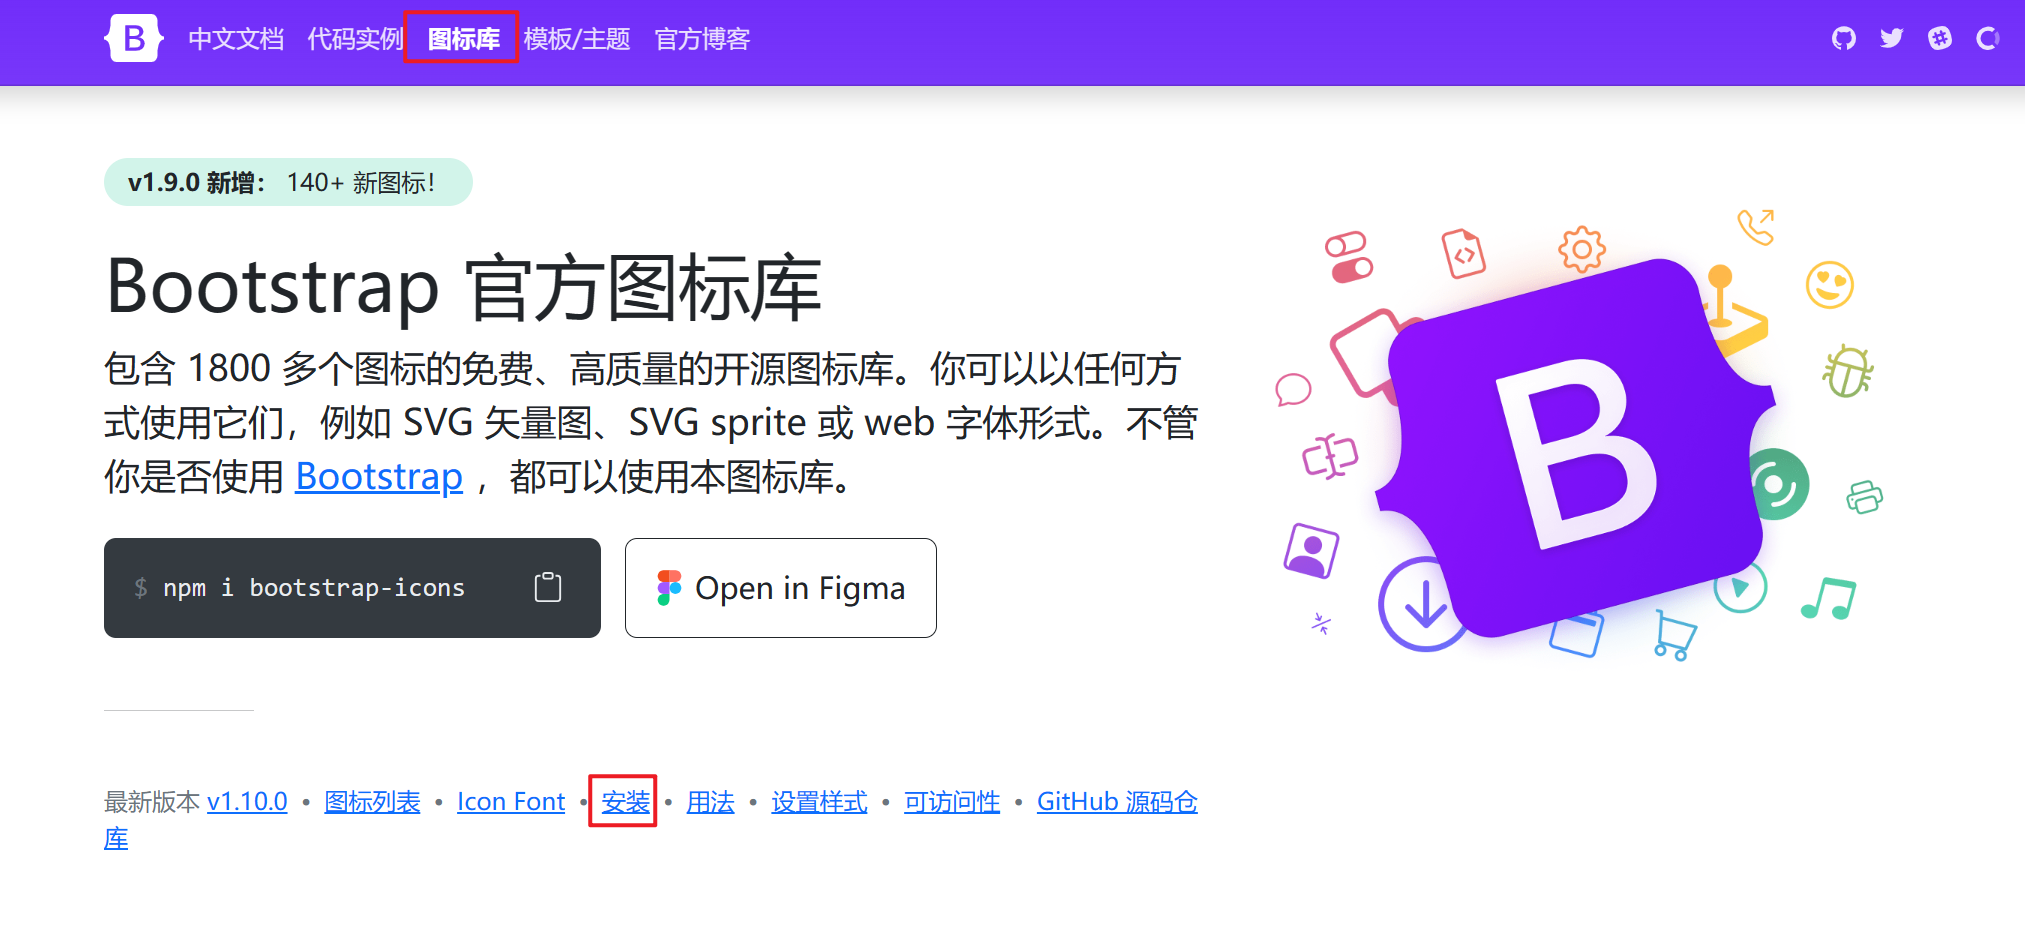 B 中文文档 代码实例 图标库 模板/主题 官方博客
v1.9.0 新增： 140+ 新图标！
Bootstrap 官方图标库
包含 1800 多个图标的免费、高质量的开源图标库。你可以以任何方
式使用它们，例如 SVG 矢量图、SVG sprite 或 web 字体形式。不管
你是否使用 Bootstrap ，都可以使用本图标库。
$ npm i bootstrap-icons
Open in Figma
B
最新版本 v1.10.0 • 图标列表 • Icon Font • 安装 • 用法 • 设置样式 • 可访问性 • GitHub 源码仓
库